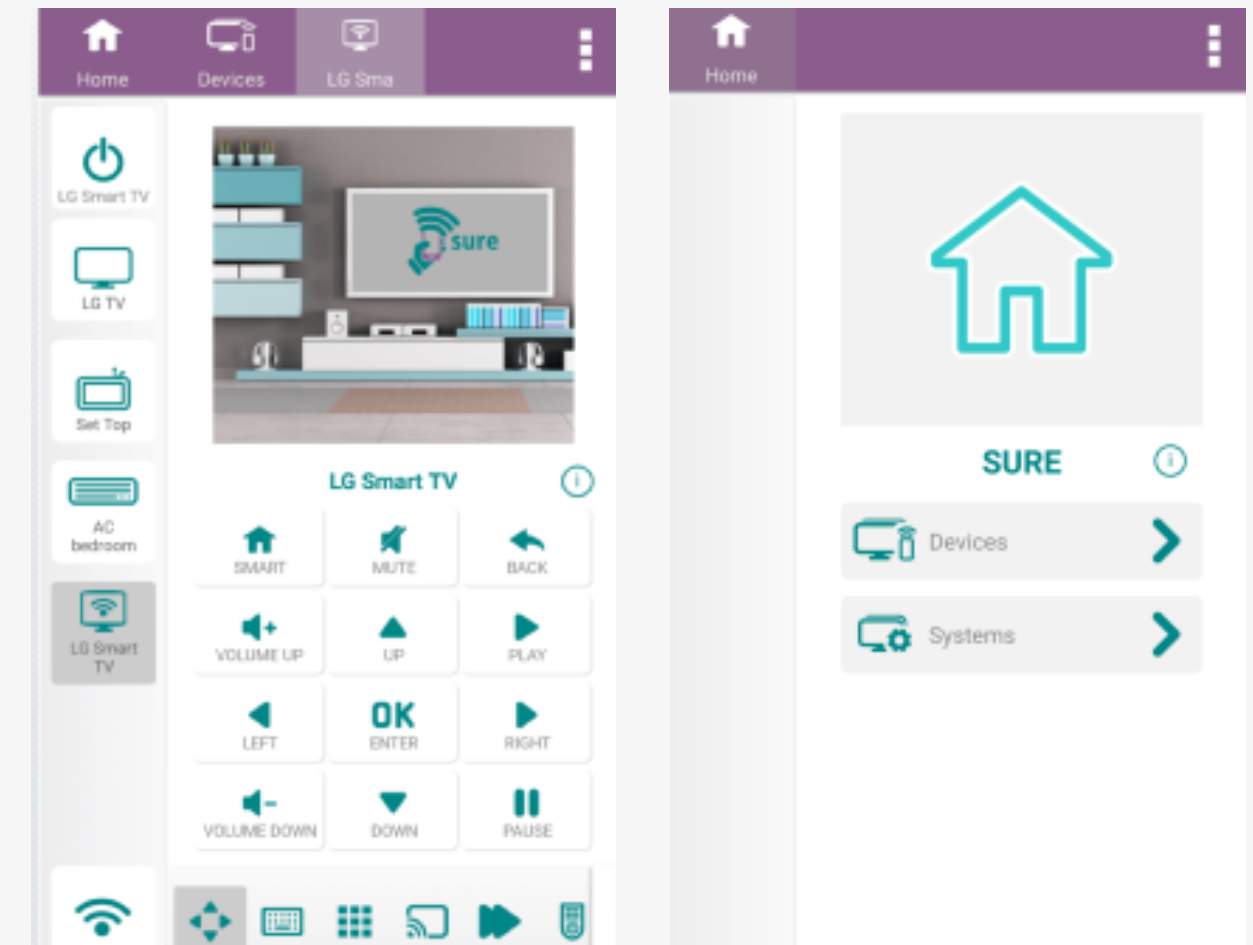 Home
Devices
LG Sma
LG Smart TV
LG TV
Set Top
AC
bedroom
LG Smart
TV
sure
LG Smart TV
SMART
MUTE
BACK
VOLUME UP
UP
PLAY
LEFT
OK
ENTER
RIGHT
VOLUME DOWN
DOWN
PAUSE
Home
SURE
Devices
Systems